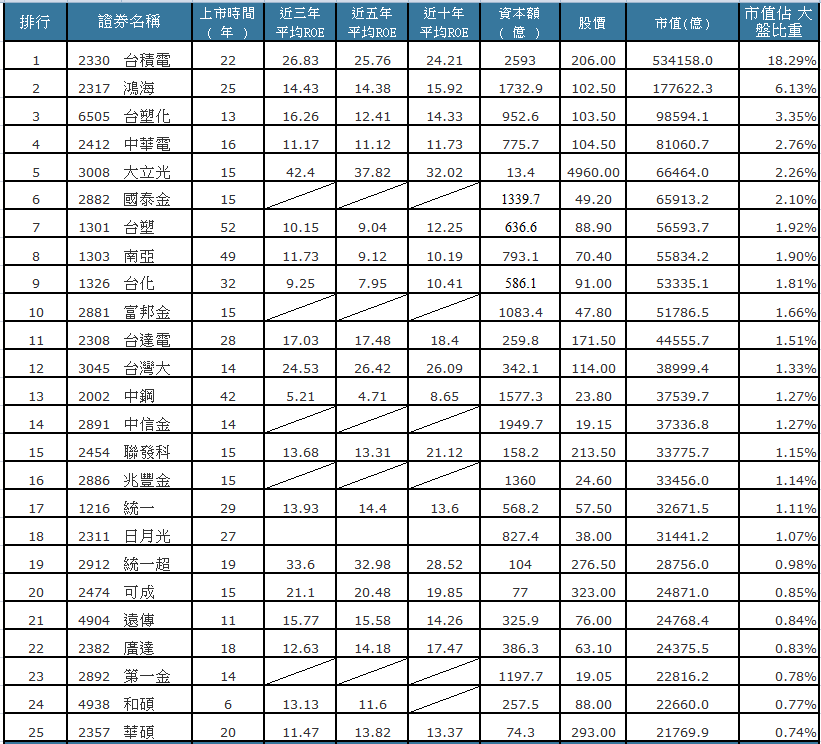 排行 證券名稱 上市時間（年） 近三年平均ROE 近五年平均ROE 近十年平均ROE 資本額（億） 股價 市值(億) 市值佔 大盤比重
1 2330 台積電 22 26.83 25.76 24.21 2593 206.00 534158.0 18.29%
2 2317 鴻海 25 14.43 14.38 15.92 1732.9 102.50 177622.3 6.13%
3 6505 台塑化 13 16.26 12.41 14.33 952.6 103.50 98594.1 3.35%
4 2412 中華電 16 11.17 11.12 11.73 775.7 104.50 81060.7 2.76%
5 3008 大立光 15 42.4 37.82 32.02 13.4 4960.00 66464.0 2.26%
6 2882 國泰金 15 1339.7 49.20 65913.2 2.10%
7 1301 台塑 52 10.15 9.04 12.25 636.6 88.90 56593.7 1.92%
8 1303 南亞 49 11.73 9.12 10.19 793.1 70.40 55834.2 1.90%
9 1326 台化 32 9.25 7.95 10.41 586.1 91.00 53335.1 1.81%
10 2881 富邦金 15 1083.4 47.80 51786.5 1.66%
11 2308 台達電 28 17.03 17.48 18.4 259.8 171.50 44555.7 1.51%
12 3045 台灣大 14 24.53 26.42 26.09 342.1 114.00 38999.4 1.33%
13 2002 中鋼 42 5.21 4.71 8.65 1577.3 23.80 37539.7 1.27%
14 2891 中信金 14 1949.7 19.15 37336.8 1.27%
15 2454 聯發科 15 13.68 13.31 21.12 158.2 213.50 33775.7 1.15%
16 2886 兆豐金 15 1360 24.60 33456.0 1.14%
17 1216 統一 29 13.93 14.4 13.6 568.2 57.50 32671.5 1.11%
18 2311 日月光 27 827.4 38.00 31441.2 1.07%
19 2912 統一超 19 33.6 32.98 28.52 104 276.50 28756.0 0.98%
20 2474 可成 15 21.1 20.48 19.85 77 323.00 24871.0 0.85%
21 4904 遠傳 11 15.77 15.58 14.26 325.9 76.00 24768.4 0.84%
22 2382 廣達 18 12.63 14.18 17.47 386.3 63.10 24375.5 0.83%
23 2892 第一金 14 1197.7 19.05 22816.2 0.78%
24 4938 和碩 6 13.13 11.6 257.5 88.00 22660.0 0.77%
25 2357 華碩 20 11.47 13.82 13.37 74.3 293.00 21769.9 0.74%